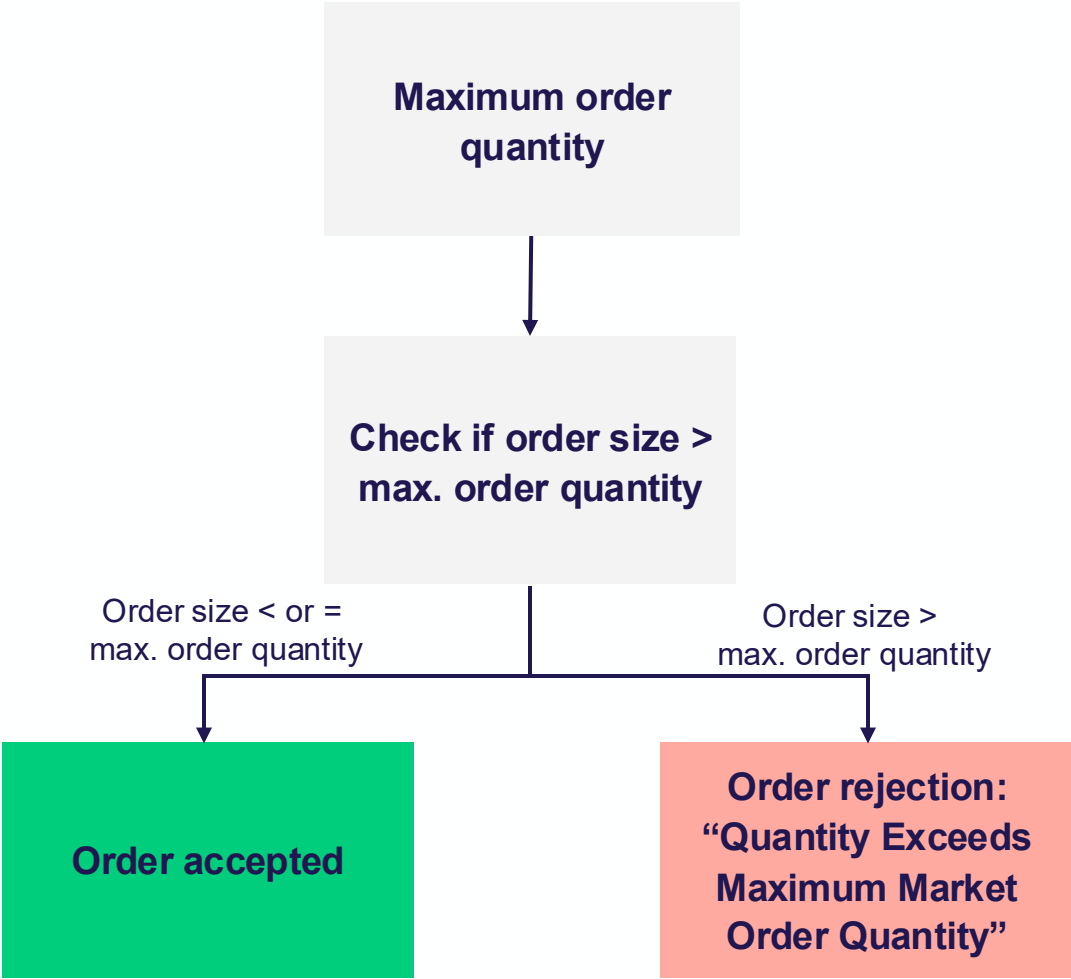 Maximum order
quantity
Check if order size >
max. order quantity
Order size < or =
max. order quantity
Order size >
max. order quantity
Order accepted
Order rejection:
“Quantity Exceeds
Maximum Market
Order Quantity”